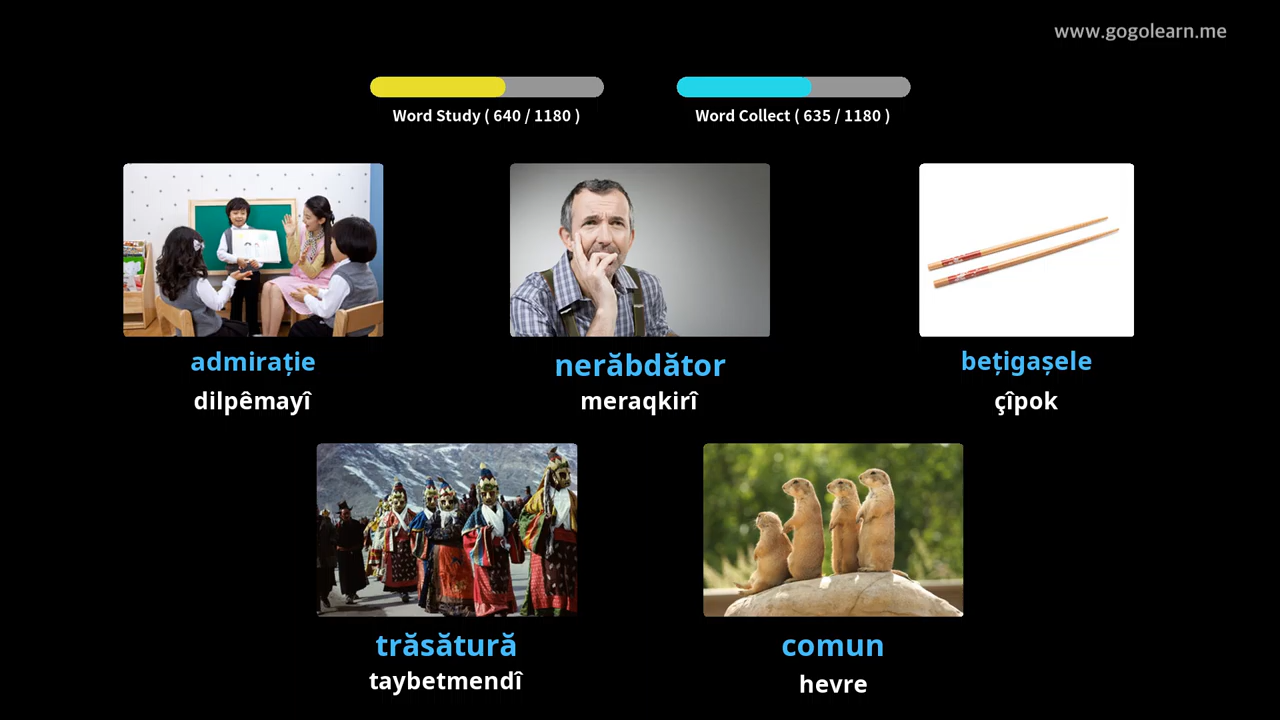 www.gogolearn.me
Word Study ( 640 / 1180 )
Word Collect ( 635 / 1180 )
admirație
nerăbdător
bețigașele
dilpêmayî
meraqkirî
çîpok
trăsătură
comun
taybetmendî
hevre